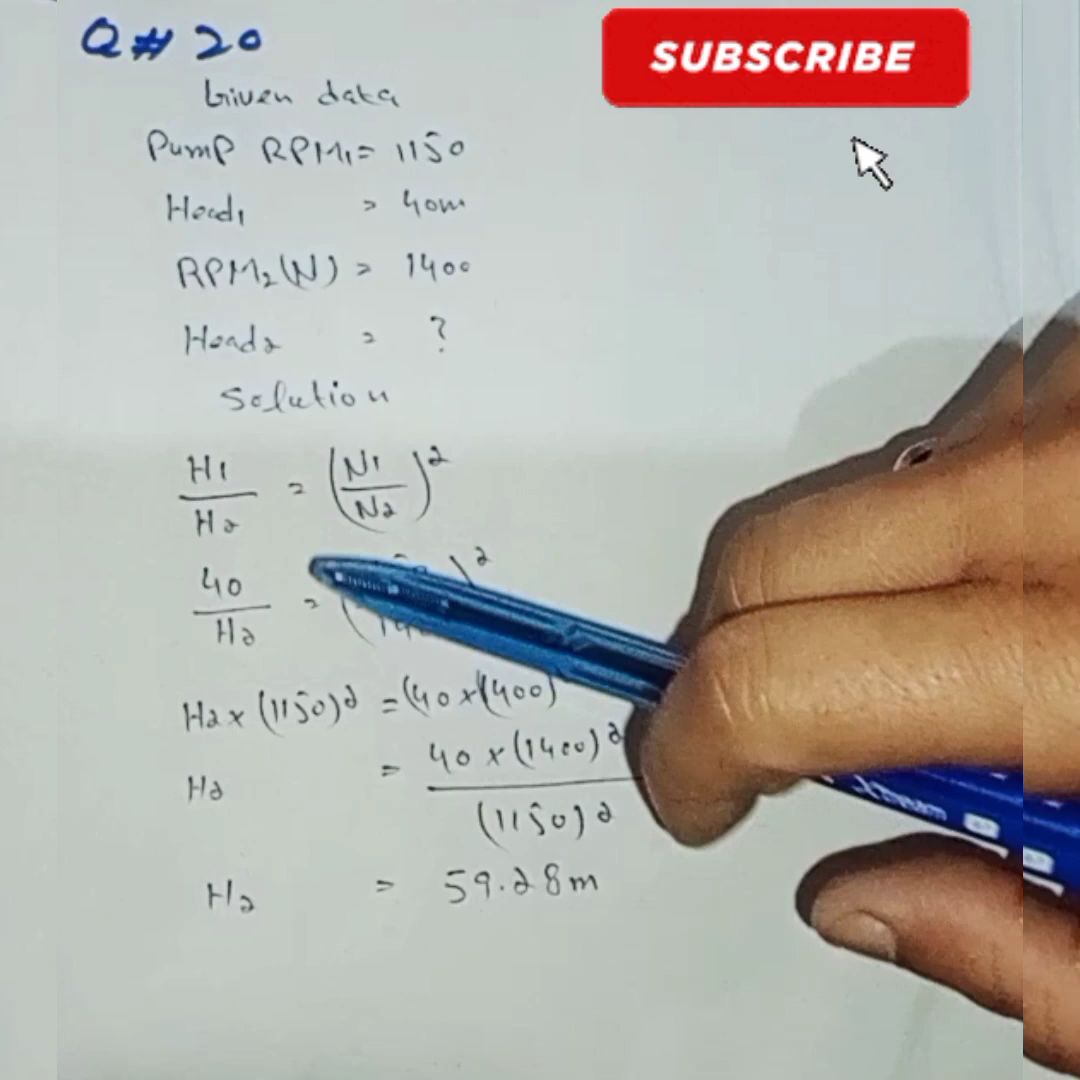 Q # 20
SUBSCRIBE
Given data
Pump RPM1 = 1150
Head1 = 40m
RPM2(N) = 1400
Head2 = ?
Solution
H1/H2 = (N1/N2)2
40/H2 = ( )2
H2 x (1150)2 = (40 x 1400)
H2 = 40 x (1400)2/(1150)2
H2 = 59.28m